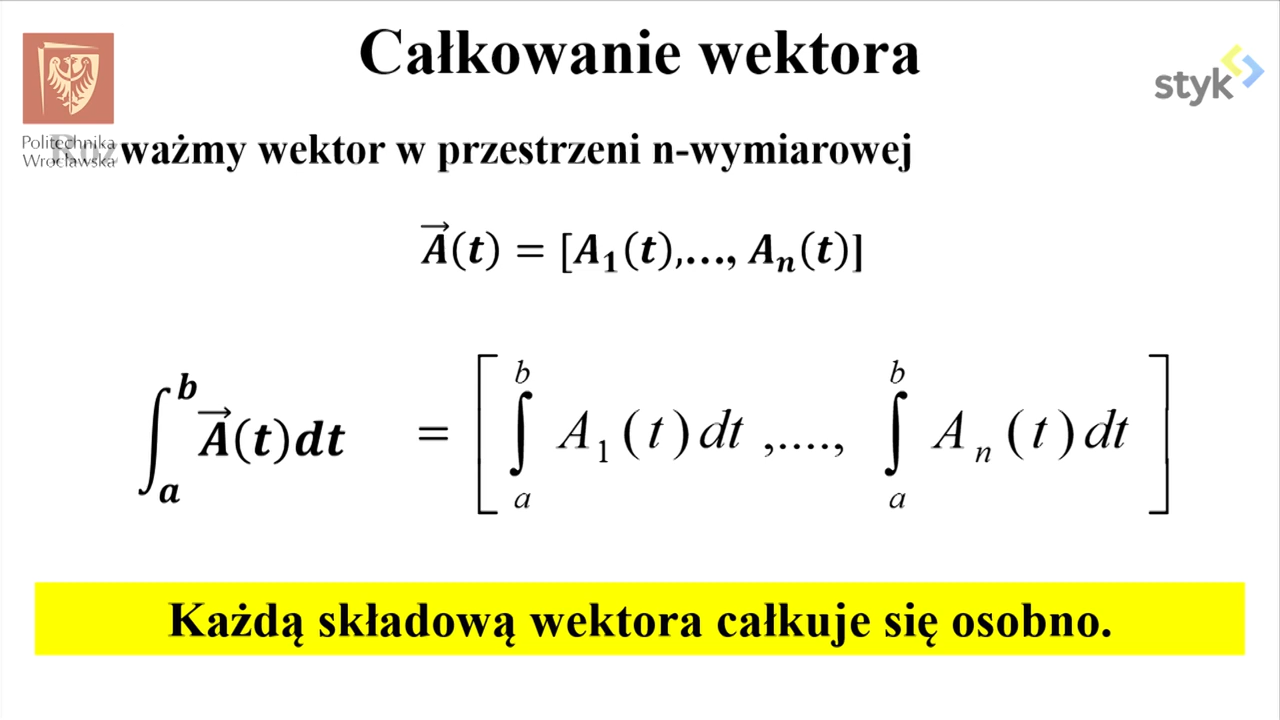 Całkowanie wektora
styk
Politechnika
Wrocławska
Rozważmy wektor w przestrzeni n-wymiarowej
A⃗(t) = [A₁(t),…, Aₙ(t)]
∫ₐᵇ A⃗(t)dt = [ ∫ₐᵇ A₁(t)dt ,...., ∫ₐᵇ Aₙ(t)dt ]
Każdą składową wektora całkuje się osobno.